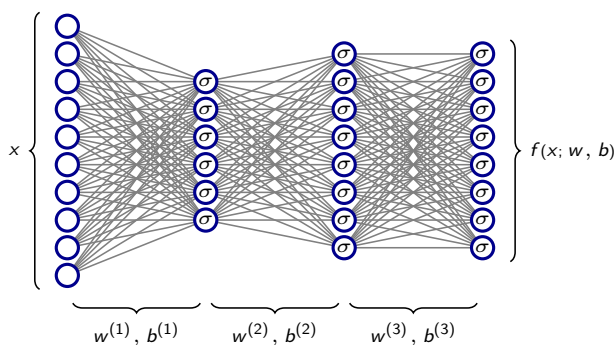 σ σ
σ σ σ
σ σ σ
σ σ σ
x
f(x; w, b)
σ σ σ
σ σ σ
σ σ σ
σ σ
w⁽¹⁾, b⁽¹⁾ w⁽²⁾, b⁽²⁾ w⁽³⁾, b⁽³⁾